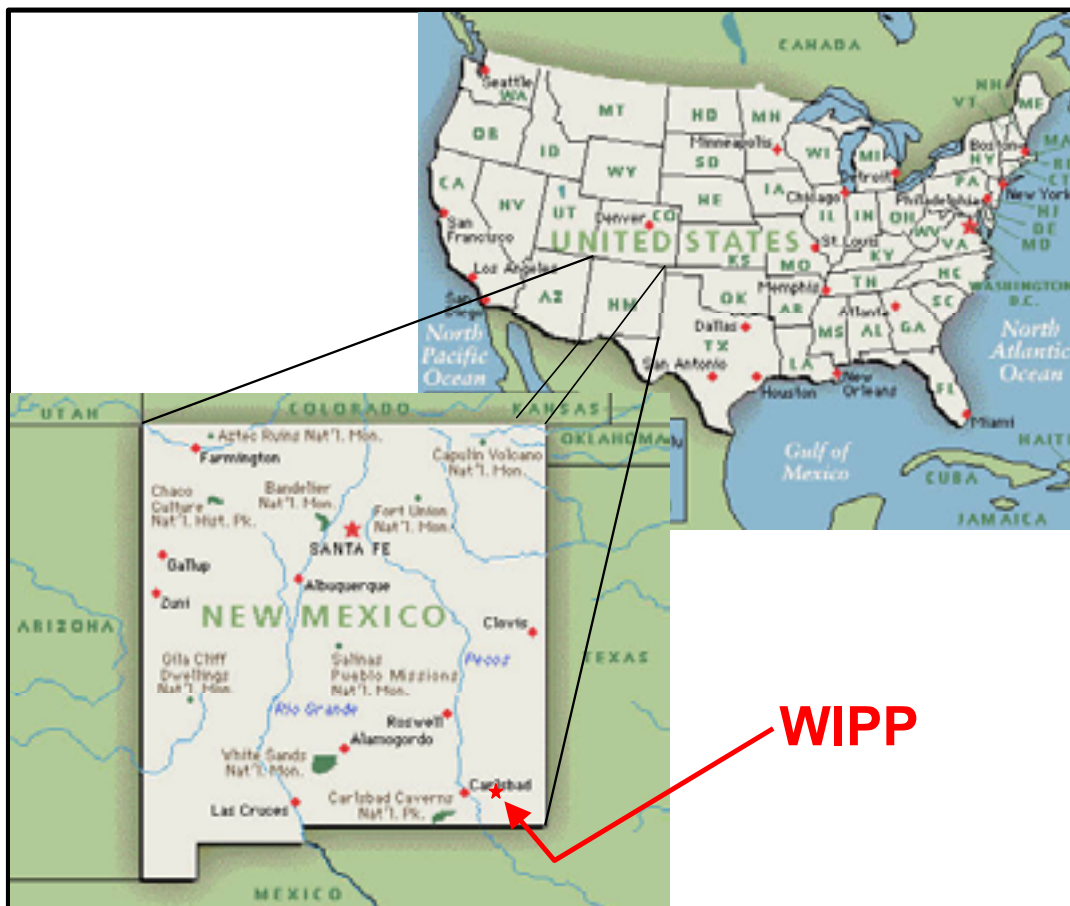 CANADA
Seattle
WA
MT
ND
MN
NH
VT
ME
OR
ID
Minneapolis
WI
MI
Boston
MA
NY
RI
SD
WY
Detroit
CT
CA
IA
Chicago
PA
New York
NV
NE
Philadelphia
NJ
UT
Denver
CO
IL
IN
OH
DE
WV
MD
San
Francisco
UNITED STATES
St. Louis
VA
KS
MO
KY
Los Angeles
NC
WASHINGTON
D.C.
Memphis
TN
AZ
NM
OK
AR
SC
San
Diego
Atlanta
North
Pacific
Ocean
Dallas
MS
AL
GA
North
Atlantic
Ocean
TX
San Antonio
LA
New
Orleans
Houston
FL
Miami
Gulf of
Mexico
HAITI
CUBA
JAMAICA
UTAH
COLORADO
KANSAS
OKLAHOMA
Aztec Ruins Nat'l. Mon.
Farmington
Capulin Volcano
Nat'l. Mon.
Chaco
Culture
Nat'l. Hist. Pk.
Bandelier
Nat'l. Mon.
Fort Union
Nat'l. Mon.
SANTA FE
Gallup
Albuquerque
Zuni
NEW MEXICO
Clovis
ARIZONA
TEXAS
Gila Cliff
Dwellings
Nat'l. Mon.
Salinas
Pueblo Missions
Nat'l. Mon.
Pecos
Rio Grande
Roswell
Alamogordo
WIPP
White Sands
Nat'l. Mon.
Carlsbad
Las Cruces
Carlsbad Caverns
Nat'l. Pk.
MEXICO